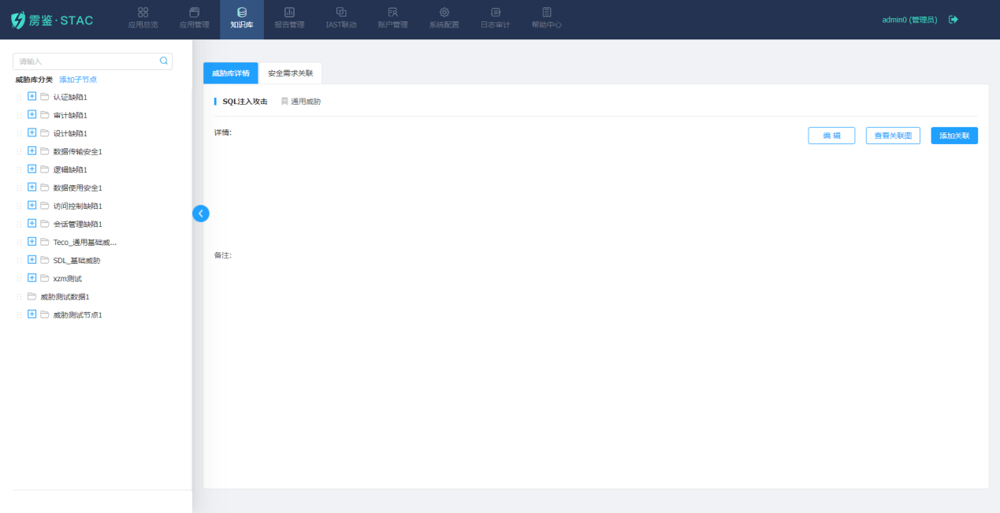 雳鉴·STAC
应用总览
应用管理
知识库
报告管理
IAST联动
账户管理
系统配置
日志审计
帮助中心
admin0 (管理员)
请输入
威胁库分类 添加子节点
认证缺陷1
审计缺陷1
设计缺陷1
数据传输安全1
逻辑缺陷1
数据使用安全1
访问控制缺陷1
会话管理缺陷1
Teco_通用基础威...
SDL_基础威胁
xzm测试
威胁测试数据1
威胁测试节点1
威胁库详情 安全需求关联
SQL注入攻击 通用威胁
详情:
编 辑 查看关联图 添加关联
备注: